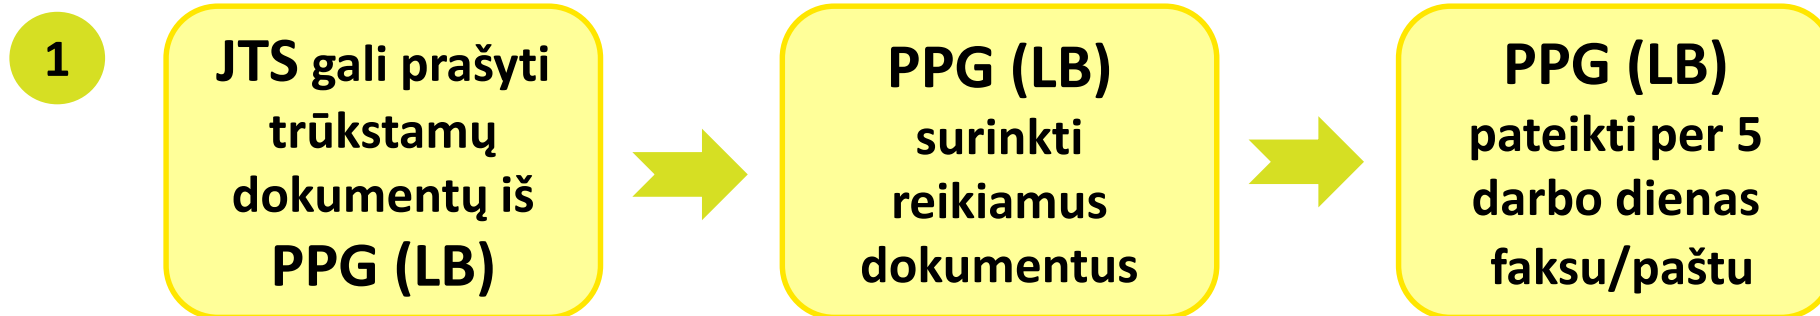 1
JTS gali prašyti
trūkstamų
dokumentų iš
PPG (LB)
PPG (LB)
surinkti
reikiamus
dokumentus
PPG (LB)
pateikti per 5
darbo dienas
faksu/paštu